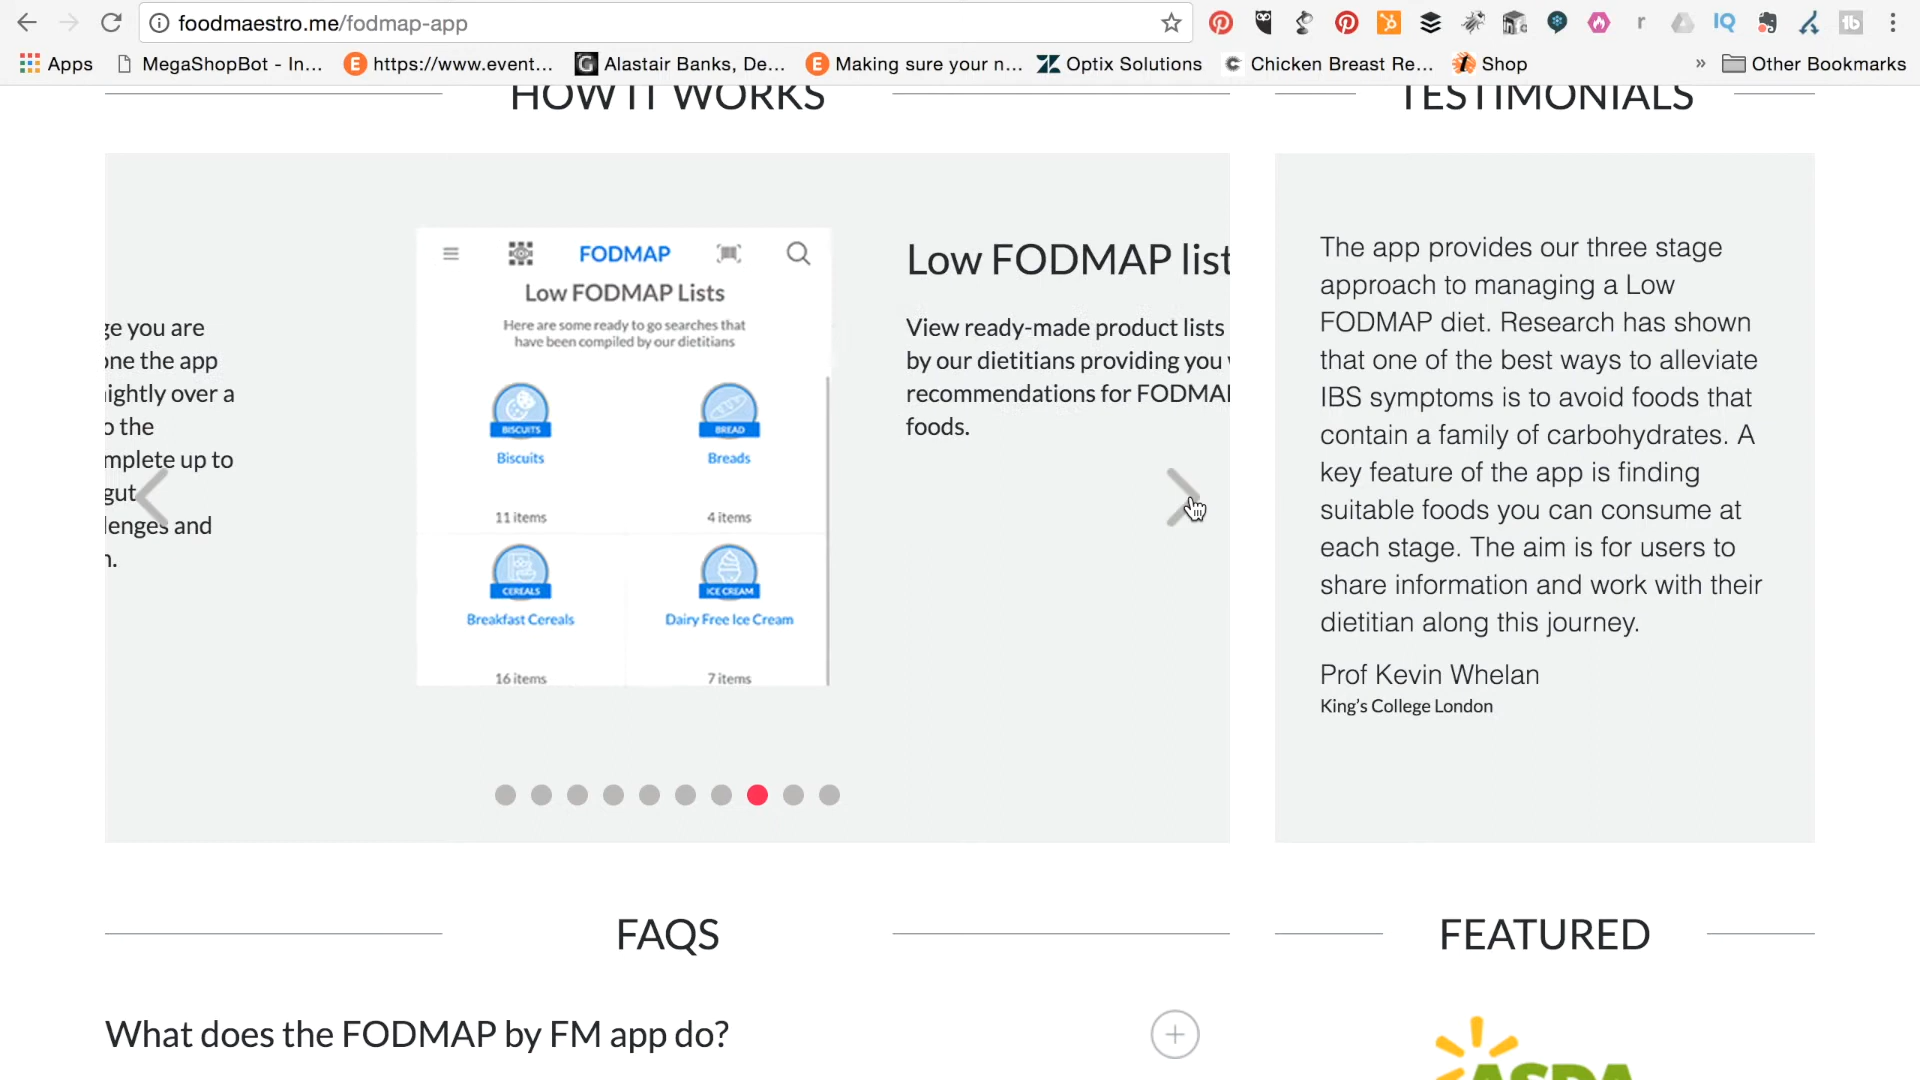 foodmaestro.me/fodmap-app
Apps
MegaShopBot - In...
https://www.event...
Alastair Banks, De...
Making sure your n...
Optix Solutions
Chicken Breast Re...
Shop
»
Other Bookmarks
HOW IT WORKS
TESTIMONIALS
ge you are
one the app
nightly over a
o the
mplete up to
gut
lenges and
n.
FODMAP
Low FODMAP Lists
Here are some ready to go searches that
have been compiled by our dietitians
BISCUITS
BREAD
Biscuits
Breads
11 items
4 items
CEREALS
ICE CREAM
Breakfast Cereals
Dairy Free Ice Cream
16 items
7 items
Low FODMAP list
View ready-made product lists
by our dietitians providing you
recommendations for FODMAP
foods.
The app provides our three stage
approach to managing a Low
FODMAP diet. Research has shown
that one of the best ways to alleviate
IBS symptoms is to avoid foods that
contain a family of carbohydrates. A
key feature of the app is finding
suitable foods you can consume at
each stage. The aim is for users to
share information and work with their
dietitian along this journey.
Prof Kevin Whelan
King's College London
FAQS
FEATURED
What does the FODMAP by FM app do?
ASDA